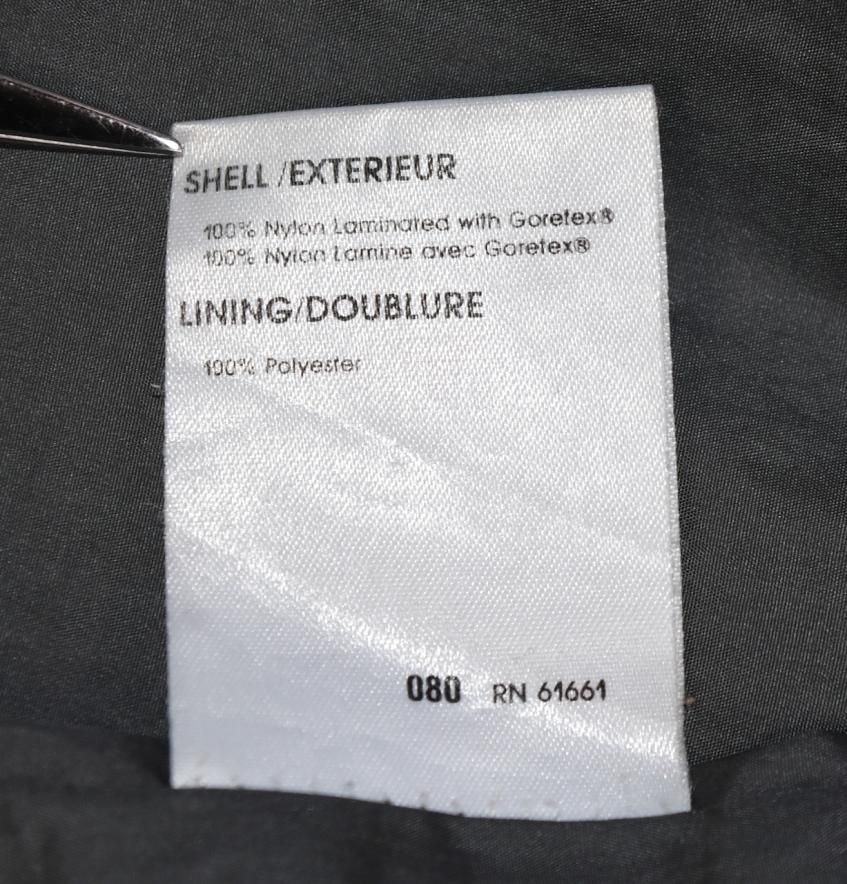 SHELL /EXTERIEUR
100% Nylon Laminated with Goretex®
100% Nylon Lamine avec Goretex®
LINING/DOUBLURE
100% Polyester
080 RN 61661